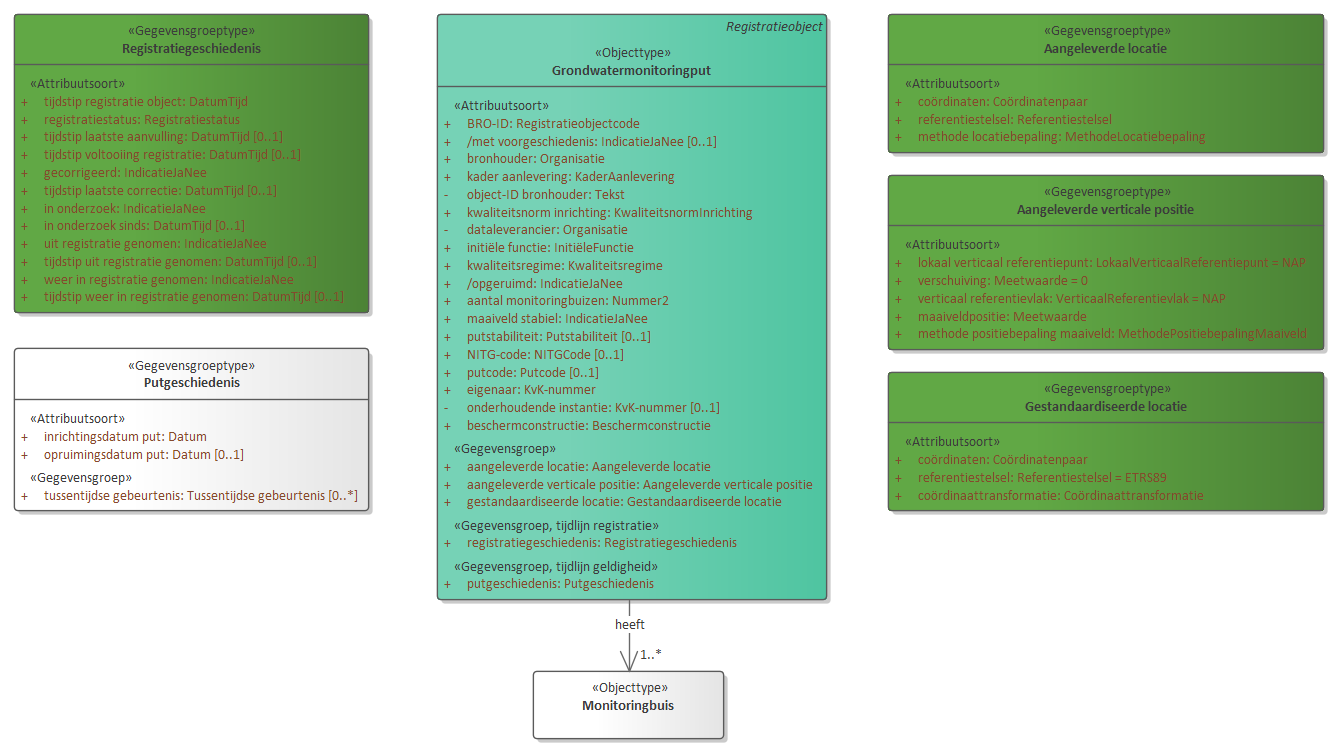 «Gegevensgroeptype»
Registratiegeschiedenis
«Attribuutsoort»
+ tijdstip registratie object: DatumTijd
+ registratiestatus: Registratiestatus
+ tijdstip laatste aanvulling: DatumTijd [0..1]
+ tijdstip voltooiing registratie: DatumTijd [0..1]
+ gecorrigeerd: IndicatieJaNee
+ tijdstip laatste correctie: DatumTijd [0..1]
+ in onderzoek: IndicatieJaNee
+ in onderzoek sinds: DatumTijd [0..1]
+ uit registratie genomen: IndicatieJaNee
+ tijdstip uit registratie genomen: DatumTijd [0..1]
+ weer in registratie genomen: IndicatieJaNee
+ tijdstip weer in registratie genomen: DatumTijd [0..1]
«Gegevensgroeptype»
Putgeschiedenis
«Attribuutsoort»
+ inrichtingsdatum put: Datum
+ opruimingsdatum put: Datum [0..1]
«Gegevensgroep»
+ tussentijdse gebeurtenis: Tussentijdse gebeurtenis [0..*]
Registratieobject
«Objecttype»
Grondwatermonitoringput
«Attribuutsoort»
+ BRO-ID: Registratieobjectcode
+ /met voorgeschiedenis: IndicatieJaNee [0..1]
+ bronhouder: Organisatie
+ kader aanlevering: KaderAanlevering
- object-ID bronhouder: Tekst
+ kwaliteitsnorm inrichting: KwaliteitsnormInrichting
- dataleverancier: Organisatie
+ initiële functie: InitiëleFunctie
+ kwaliteitsregime: Kwaliteitsregime
+ /opgeruimd: IndicatieJaNee
+ aantal monitoringbuizen: Nummer2
+ maaiveld stabiel: IndicatieJaNee
+ putstabiliteit: Putstabiliteit [0..1]
+ NITG-code: NITGCode [0..1]
+ putcode: Putcode [0..1]
+ eigenaar: KvK-nummer
- onderhoudende instantie: KvK-nummer [0..1]
+ beschermconstructie: Beschermconstructie
«Gegevensgroep»
+ aangeleverde locatie: Aangeleverde locatie
+ aangeleverde verticale positie: Aangeleverde verticale positie
+ gestandaardiseerde locatie: Gestandaardiseerde locatie
«Gegevensgroep, tijdlijn registratie»
+ registratiegeschiedenis: Registratiegeschiedenis
«Gegevensgroep, tijdlijn geldigheid»
+ putgeschiedenis: Putgeschiedenis
heeft
1..*
«Objecttype»
Monitoringbuis
«Gegevensgroeptype»
Aangeleverde locatie
«Attribuutsoort»
+ coördinaten: Coördinatenpaar
+ referentiestelsel: Referentiestelsel
+ methode locatiebepaling: MethodeLocatiebepaling
«Gegevensgroeptype»
Aangeleverde verticale positie
«Attribuutsoort»
+ lokaal verticaal referentiepunt: LokaalVerticaalReferentiepunt = NAP
+ verschuiving: Meetwaarde = 0
+ verticaal referentievlak: VerticaalReferentievlak = NAP
+ maaiveldpositie: Meetwaarde
+ methode positiebepaling maaiveld: MethodePositiebepalingMaaiveld
«Gegevensgroeptype»
Gestandaardiseerde locatie
«Attribuutsoort»
+ coördinaten: Coördinatenpaar
+ referentiestelsel: Referentiestelsel = ETRS89
+ coördinaattransformatie: Coördinaattransformatie